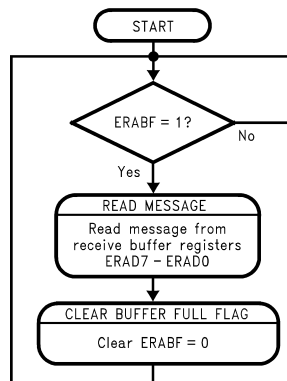 START
ERABF = 1?
No
Yes
READ MESSAGE
Read message from
receive buffer registers
ERAD7 – ERAD0
CLEAR BUFFER FULL FLAG
Clear ERABF = 0